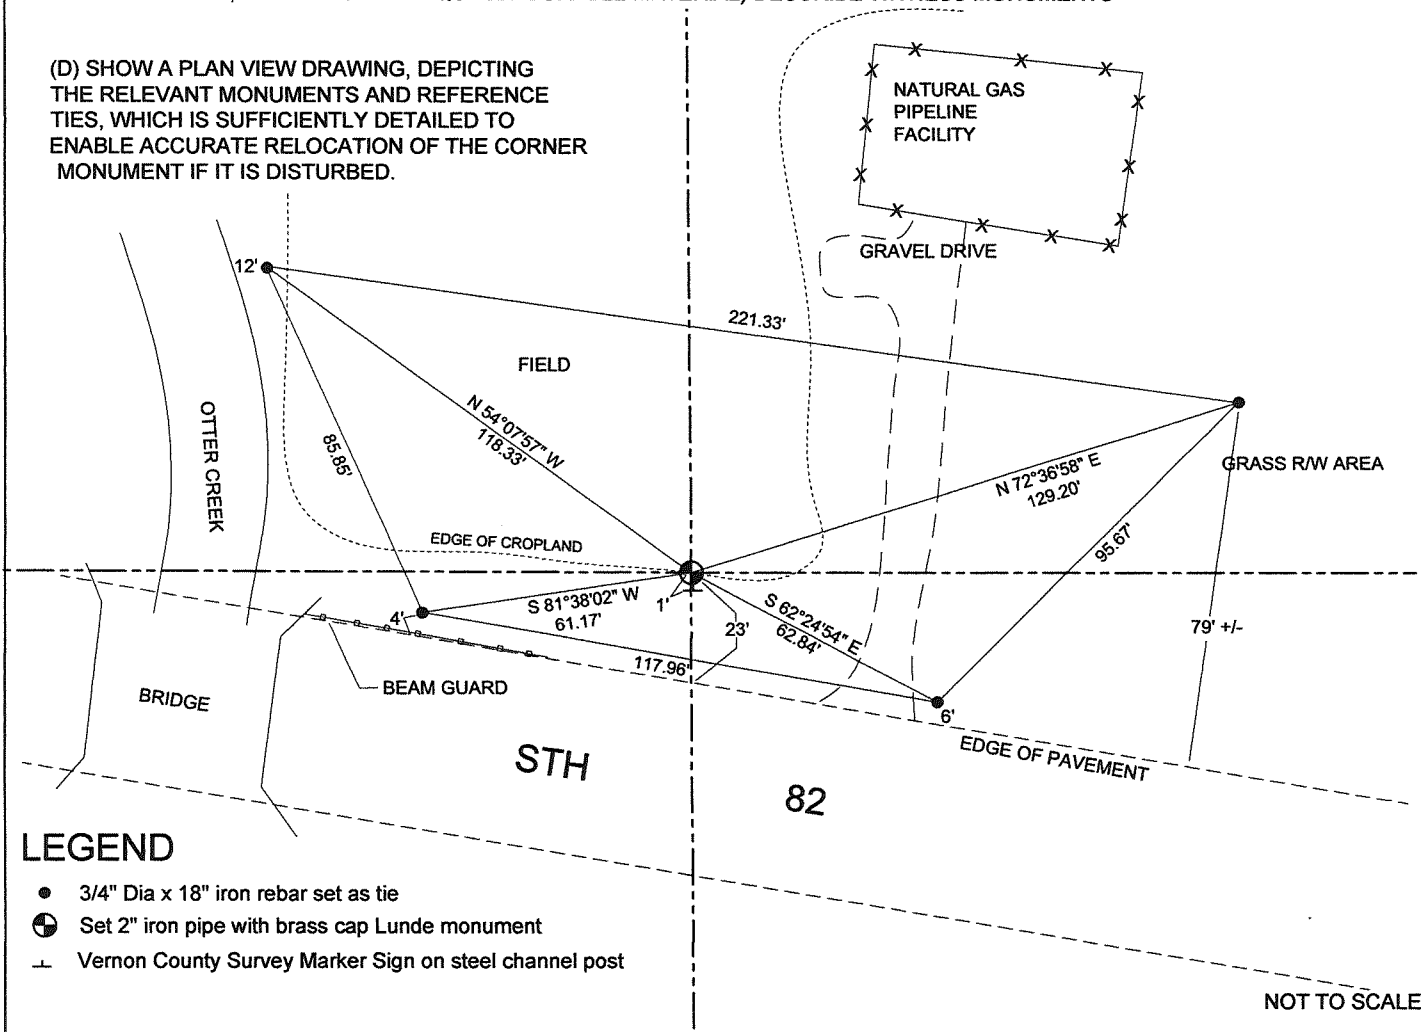 (D) SHOW A PLAN VIEW DRAWING, DEPICTING
THE RELEVANT MONUMENTS AND REFERENCE
TIES, WHICH IS SUFFICIENTLY DETAILED TO
ENABLE ACCURATE RELOCATION OF THE CORNER
MONUMENT IF IT IS DISTURBED.
NATURAL GAS
PIPELINE
FACILITY
GRAVEL DRIVE
12'
221.33'
FIELD
OTTER CREEK
85.85'
N 54°07'57" W
118.33'
N 72°36'58" E
129.20'
GRASS R/W AREA
95.67'
EDGE OF CROPLAND
S 81°38'02" W
61.17'
1'
4'
23'
S 62°24'54" E
62.84'
79' +/-
117.96'
BEAM GUARD
BRIDGE
6'
EDGE OF PAVEMENT
STH
82
LEGEND
3/4" Dia x 18" iron rebar set as tie
Set 2" iron pipe with brass cap Lunde monument
Vernon County Survey Marker Sign on steel channel post
NOT TO SCALE